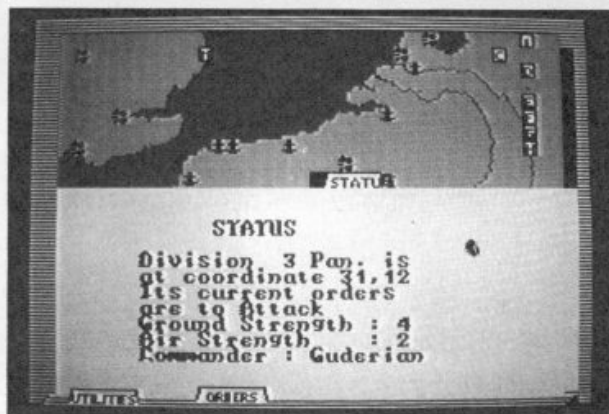 T
STATUS
STATUS
Division 3 Pan. is
at coordinate 31,12
Its current orders
are to Attack
Ground Strength : 4
Air Strength : 2
Commander : Guderian
UTILITIES
ORDERS